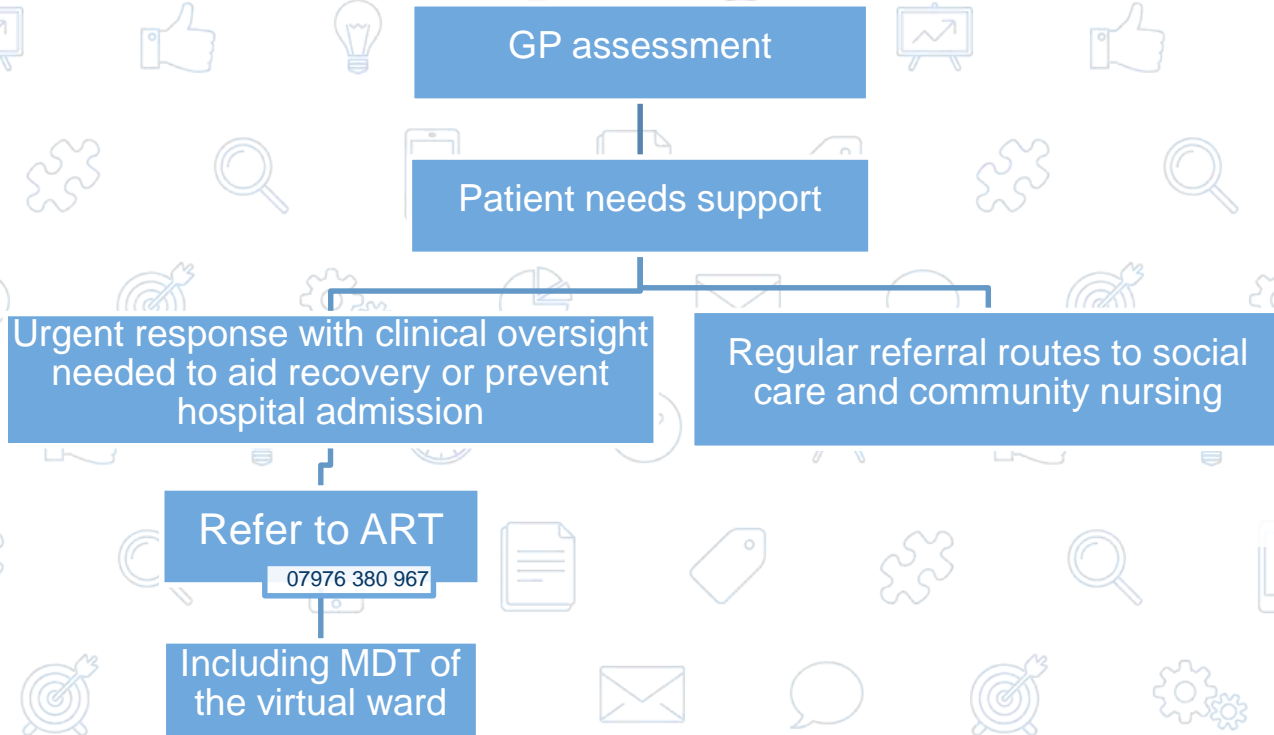 GP assessment
Patient needs support
Urgent response with clinical oversight
needed to aid recovery or prevent
hospital admission
Regular referral routes to social
care and community nursing
Refer to ART
07976 380 967
Including MDT of
the virtual ward